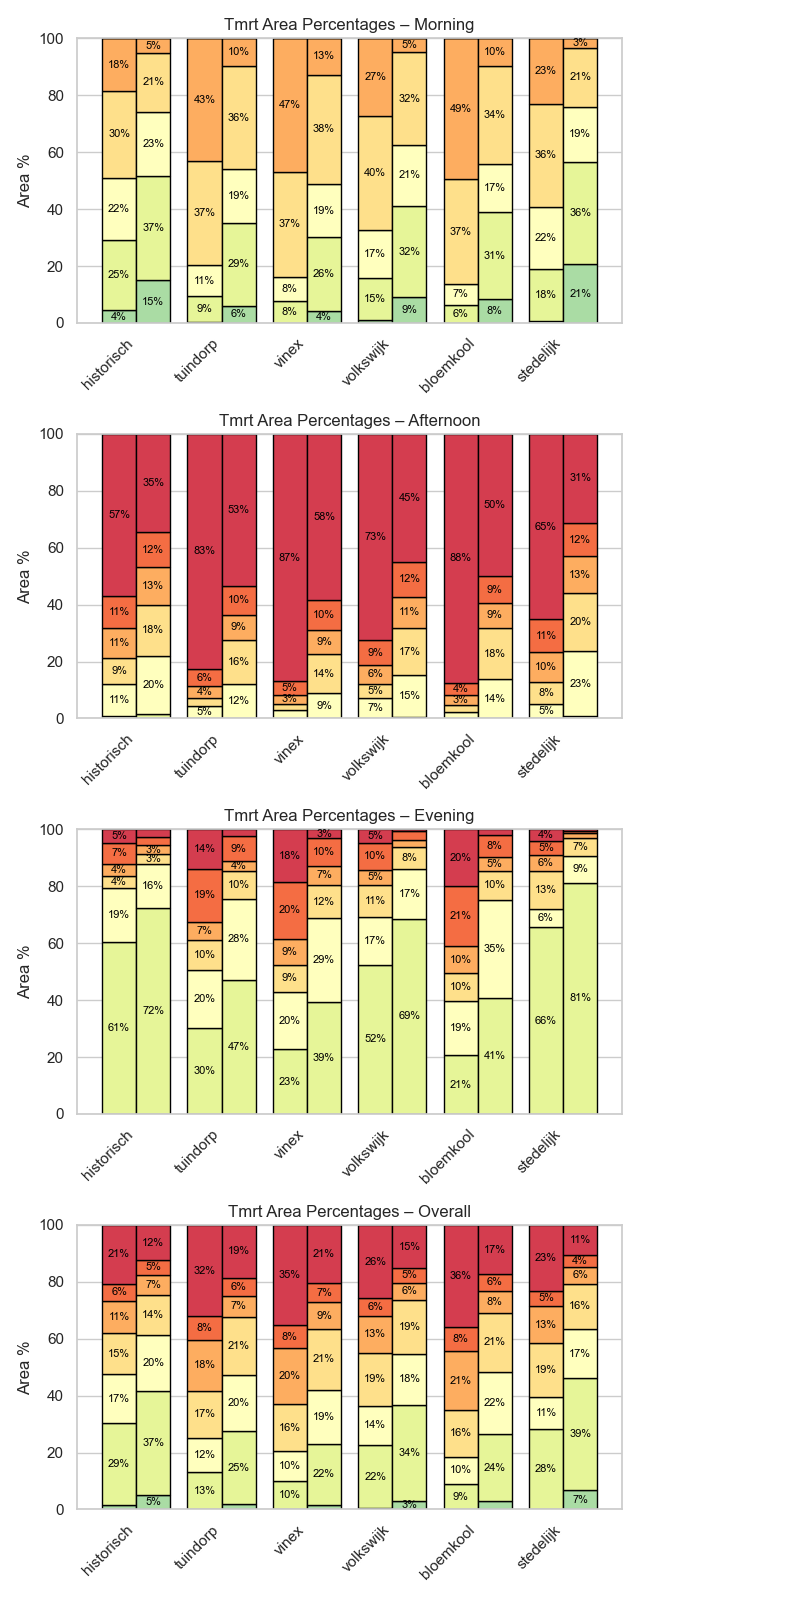 Tmrt Area Percentages – Morning
100
80
60
40
20
0
Area %
18% 5% 43% 10% 47% 13% 27% 5% 49% 10% 23% 3%
30% 21% 37% 36% 37% 38% 40% 32% 37% 34% 36% 21%
22% 23% 11% 19% 8% 19% 17% 21% 7% 17% 22% 19%
25% 37% 9% 29% 8% 26% 15% 32% 6% 31% 18% 36%
4% 15% 6% 4% 9% 8% 21%
historisch tuindorp vinex volkswijk bloemkool stedelijk
Tmrt Area Percentages – Afternoon
100
80
60
40
20
0
Area %
57% 35% 83% 53% 87% 58% 73% 45% 88% 50% 65% 31%
11% 12% 6% 10% 5% 10% 9% 12% 4% 9% 11% 12%
11% 13% 4% 9% 3% 9% 6% 11% 3% 9% 10% 13%
9% 18% 16% 14% 5% 17% 18% 8% 20%
11% 20% 5% 12% 9% 7% 15% 14% 5% 23%
historisch tuindorp vinex volkswijk bloemkool stedelijk
Tmrt Area Percentages – Evening
100
80
60
40
20
0
Area %
5% 14% 18% 3% 5% 20% 4%
7% 19% 9% 20% 10% 10% 21% 8% 5%
4% 3% 7% 4% 9% 7% 5% 10% 5% 6%
4% 3% 10% 10% 9% 12% 11% 8% 10% 10% 13% 7%
19% 16% 20% 28% 20% 29% 17% 17% 19% 35% 6% 9%
61% 72% 30% 47% 23% 39% 52% 69% 21% 41% 66% 81%
historisch tuindorp vinex volkswijk bloemkool stedelijk
Tmrt Area Percentages – Overall
100
80
60
40
20
0
Area %
21% 12% 32% 19% 35% 21% 26% 15% 36% 17% 23% 11%
6% 5% 8% 6% 8% 7% 6% 5% 8% 6% 5% 4%
11% 7% 18% 7% 20% 9% 13% 6% 21% 8% 13% 6%
15% 14% 17% 21% 16% 21% 19% 19% 16% 21% 19% 16%
17% 20% 12% 20% 10% 19% 14% 18% 10% 22% 11% 17%
29% 37% 13% 25% 10% 22% 22% 34% 9% 24% 28% 39%
5% 3% 7%
historisch tuindorp vinex volkswijk bloemkool stedelijk